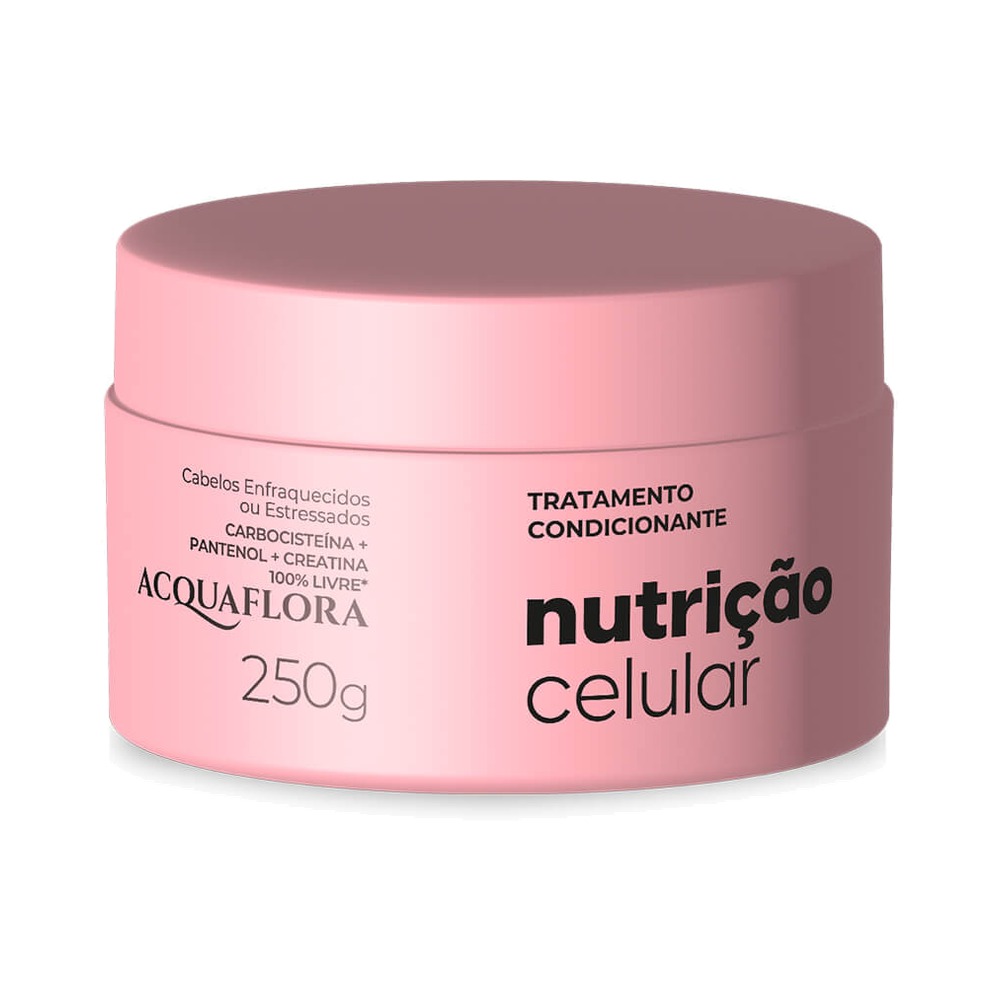 Cabelos Enfraquecidos
ou Estressados
CARBOCISTEÍNA +
PANTENOL + CREATINA
100% LIVRE*
ACQUAFLORA
250g
TRATAMENTO
CONDICIONANTE
nutrição
celular